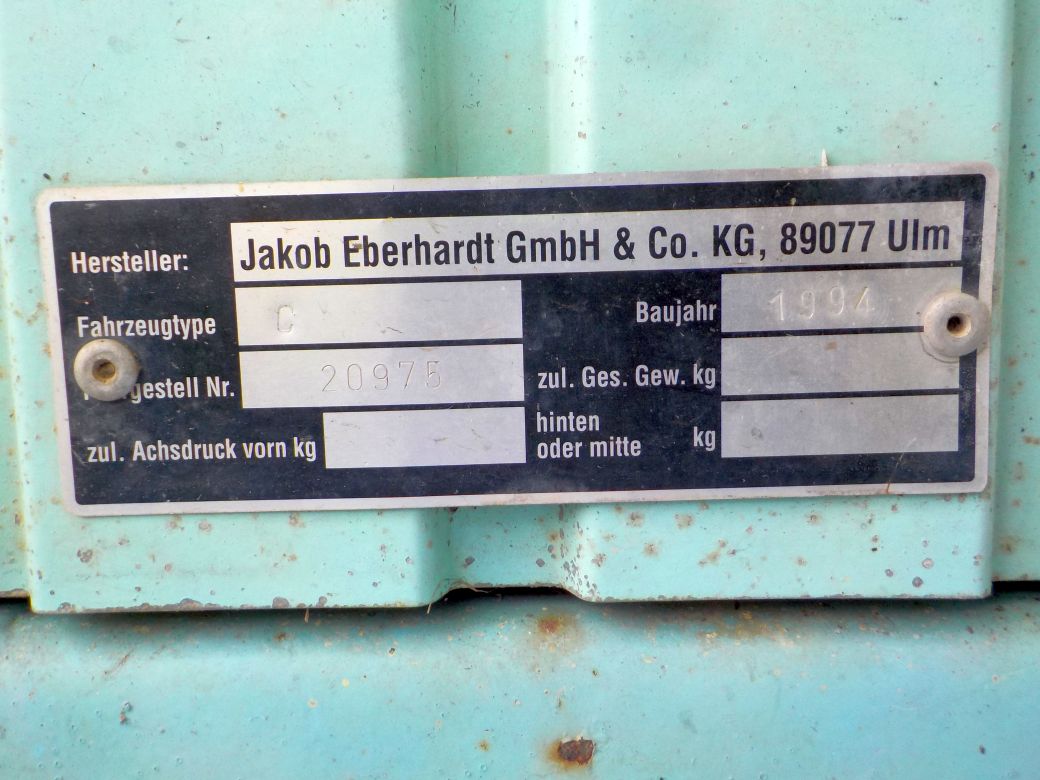 Hersteller: Jakob Eberhardt GmbH & Co. KG, 89077 Ulm
Fahrzeugtype C Baujahr 1994
gestell Nr. 20975 zul. Ges. Gew. kg
zul. Achsdruck vorn kg hinten
oder mitte kg